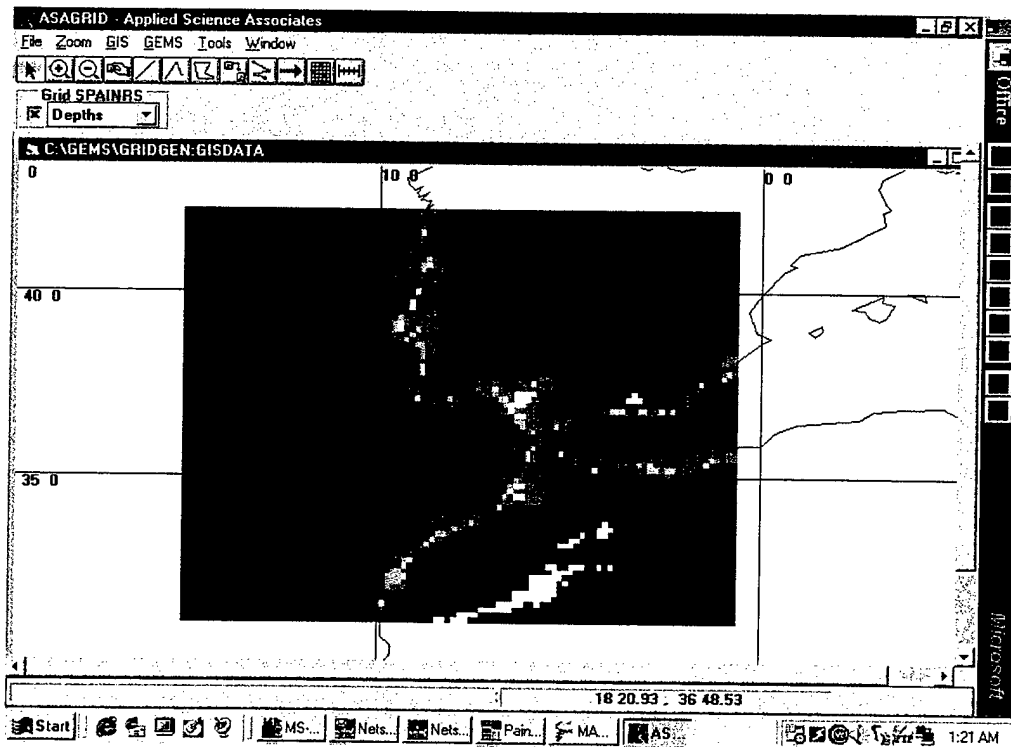 ASAGRID - Applied Science Associates
File Zoom GIS GEMS Tools Window
Office
Grid SPAINRS
Depths
C:\GEMS\GRIDGEN:GISDATA
0 10 0 0 0
40 0
35 0
Microsoft
18 20.93 , 36 48.53
Start MS-... Nets... Nets... Pain... MA... AS... 1:21 AM